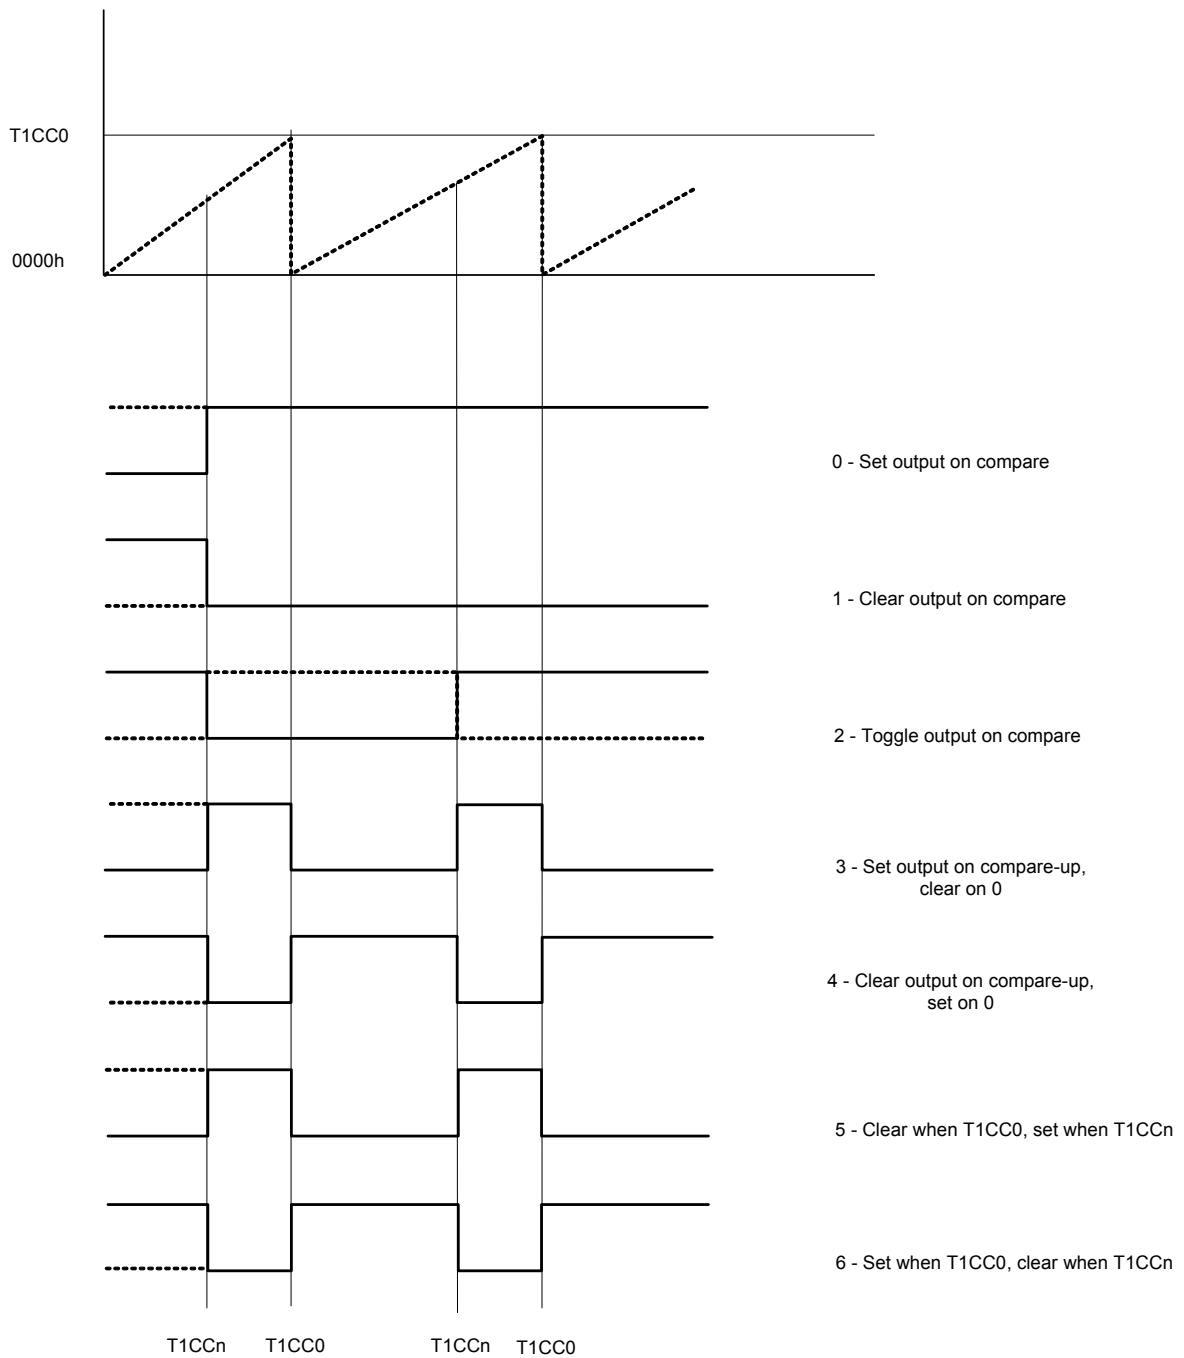 T1CC0
0000h
0 - Set output on compare
1 - Clear output on compare
2 - Toggle output on compare
3 - Set output on compare-up,
clear on 0
4 - Clear output on compare-up,
set on 0
5 - Clear when T1CC0, set when T1CCn
6 - Set when T1CC0, clear when T1CCn
T1CCn T1CC0 T1CCn T1CC0